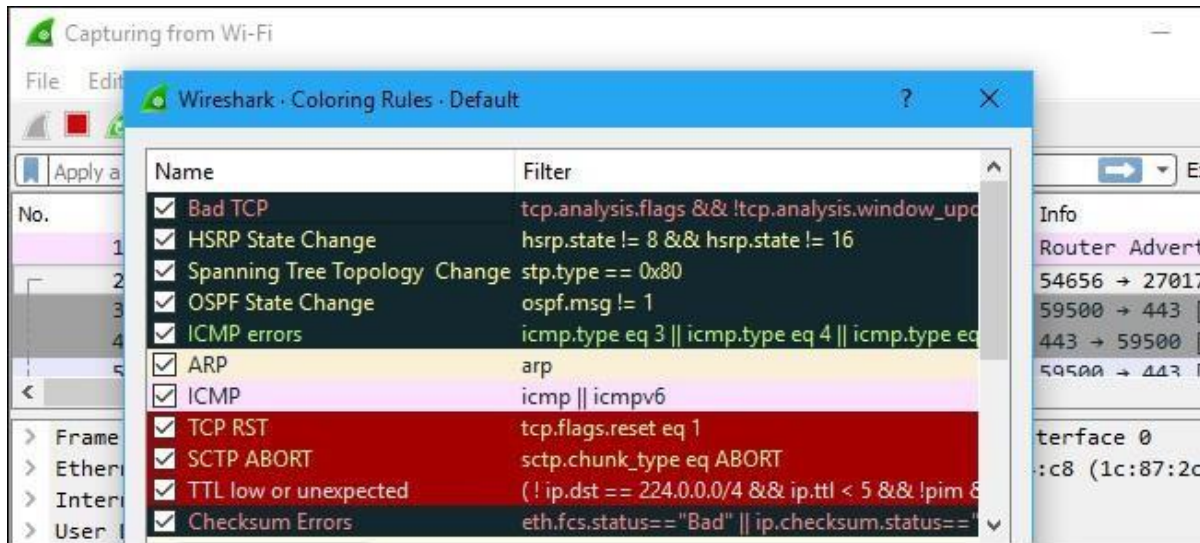 Capturing from Wi-Fi
File Edit
Wireshark · Coloring Rules · Default ? ×
Apply a
Name Filter
No. Info
Bad TCP tcp.analysis.flags && !tcp.analysis.window_upd
HSRP State Change hsrp.state != 8 && hsrp.state != 16
1 Router Advert
Spanning Tree Topology Change stp.type == 0x80
2 54656 → 27017
OSPF State Change ospf.msg != 1
3 59500 → 443 [
ICMP errors icmp.type eq 3 || icmp.type eq 4 || icmp.type eq
4 443 → 59500 [
ARP arp
5 59500 → 443 [
ICMP icmp || icmpv6
TCP RST tcp.flags.reset eq 1
Frame terface 0
SCTP ABORT sctp.chunk_type eq ABORT
Ether :c8 (1c:87:2c
TTL low or unexpected ( ! ip.dst == 224.0.0.0/4 && ip.ttl < 5 && !pim &
Inter
Checksum Errors eth.fcs.status=="Bad" || ip.checksum.status=="
User